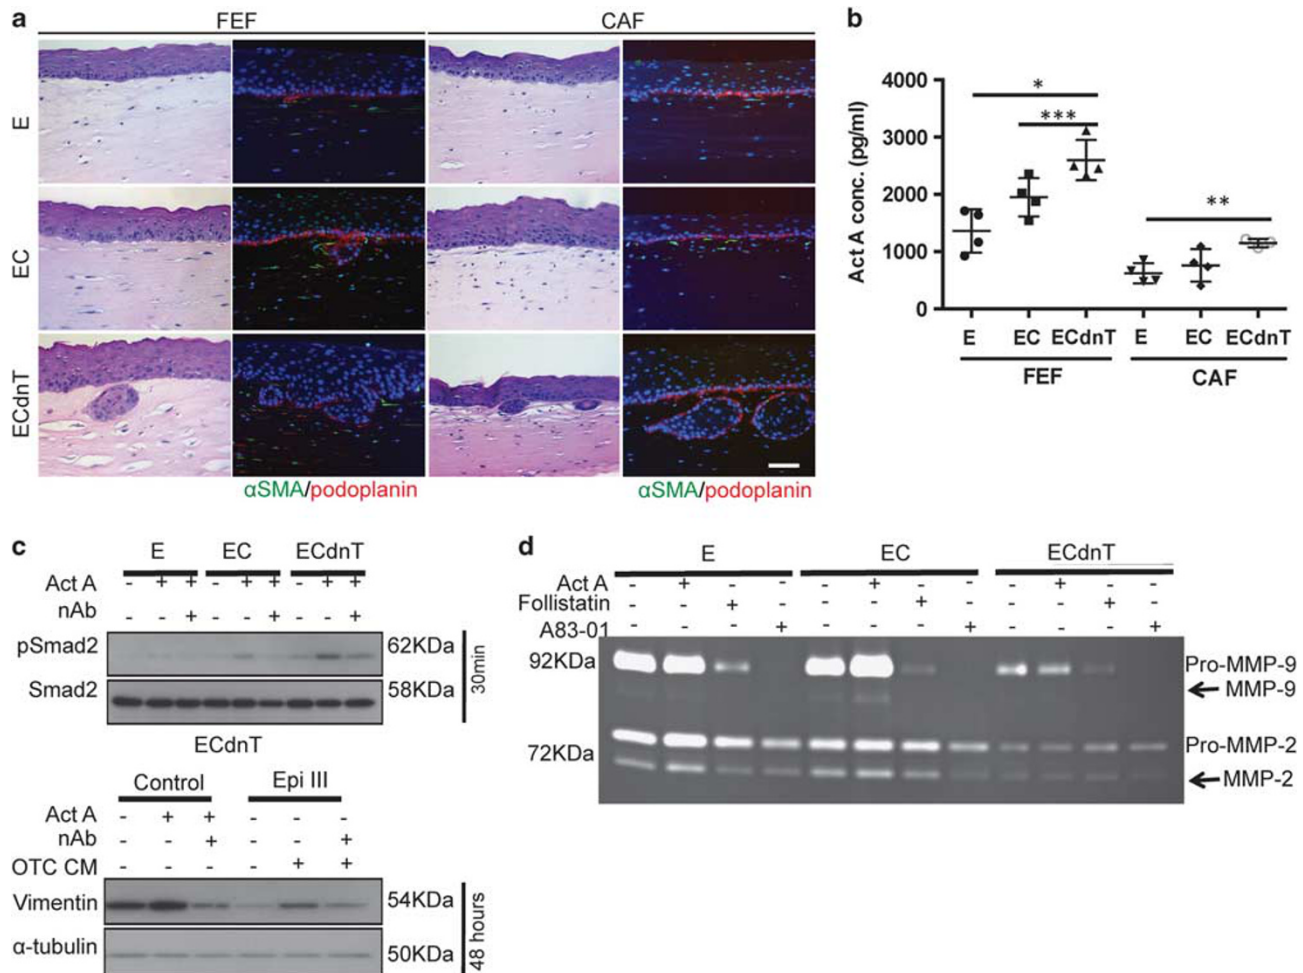 a
FEF CAF
E
EC
ECdnT
αSMA/podoplanin αSMA/podoplanin
b
Act A conc. (pg/ml)
4000
3000
2000
1000
0
*
***
**
E EC ECdnT E EC ECdnT
FEF CAF
c
E EC ECdnT
Act A - + + - + + - + +
nAb - - + - - + - - +
pSmad2 62KDa
Smad2 58KDa
30min
ECdnT
Control Epi III
Act A - + + - - -
nAb - - + - - +
OTC CM - - - - + +
Vimentin 54KDa
α-tubulin 50KDa
48 hours
d
E EC ECdnT
Act A - + - - - + - - - + - -
Follistatin - - + - - - + - - - + -
A83-01 - - - + - - - + - - - +
92KDa Pro-MMP-9
MMP-9
72KDa Pro-MMP-2
MMP-2